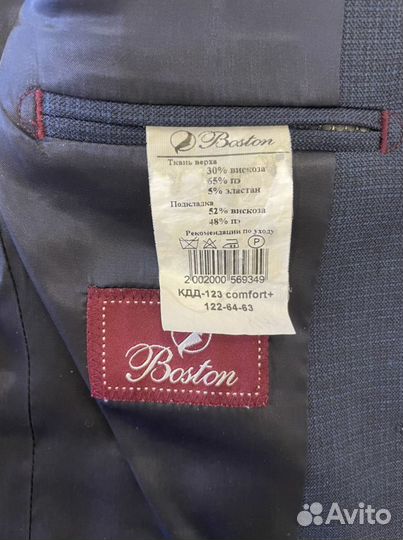 Boston
Ткань верха
30% вискоза
65% пэ
5% эластан
Подкладка
52% вискоза
48% пэ
Рекомендации по уходу
P
2 002000 569349
КДД-123 comfort+
122-64-63
Boston
Avito